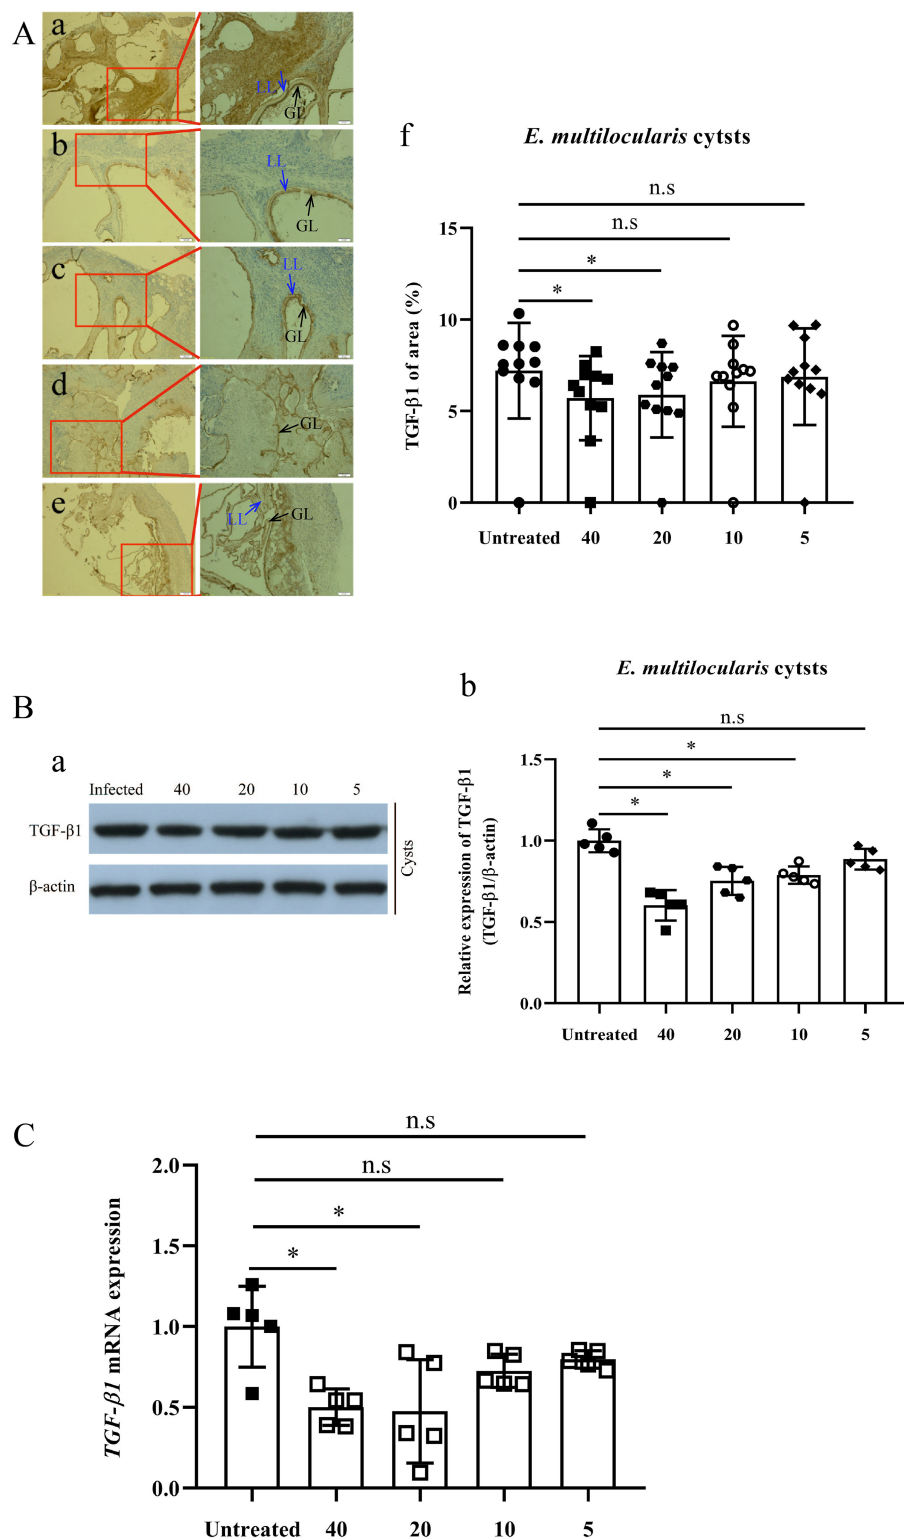 A
a
LL
GL
b
LL
GL
c
LL
GL
d
GL
e
LL
GL
f
E. multilocularis cytsts
n.s
n.s
*
*
TGF-β1 of area (%)
15
10
5
0
Untreated 40 20 10 5
B
a
Infected 40 20 10 5
TGF-β1
β-actin
Cysts
b
E. multilocularis cytsts
n.s
*
*
*
Relative expression of TGF-β1
(TGF-β1/β-actin)
1.5
1.0
0.5
0.0
Untreated 40 20 10 5
C
n.s
n.s
*
*
TGF-β1 mRNA expression
2.0
1.5
1.0
0.5
0.0
Untreated 40 20 10 5